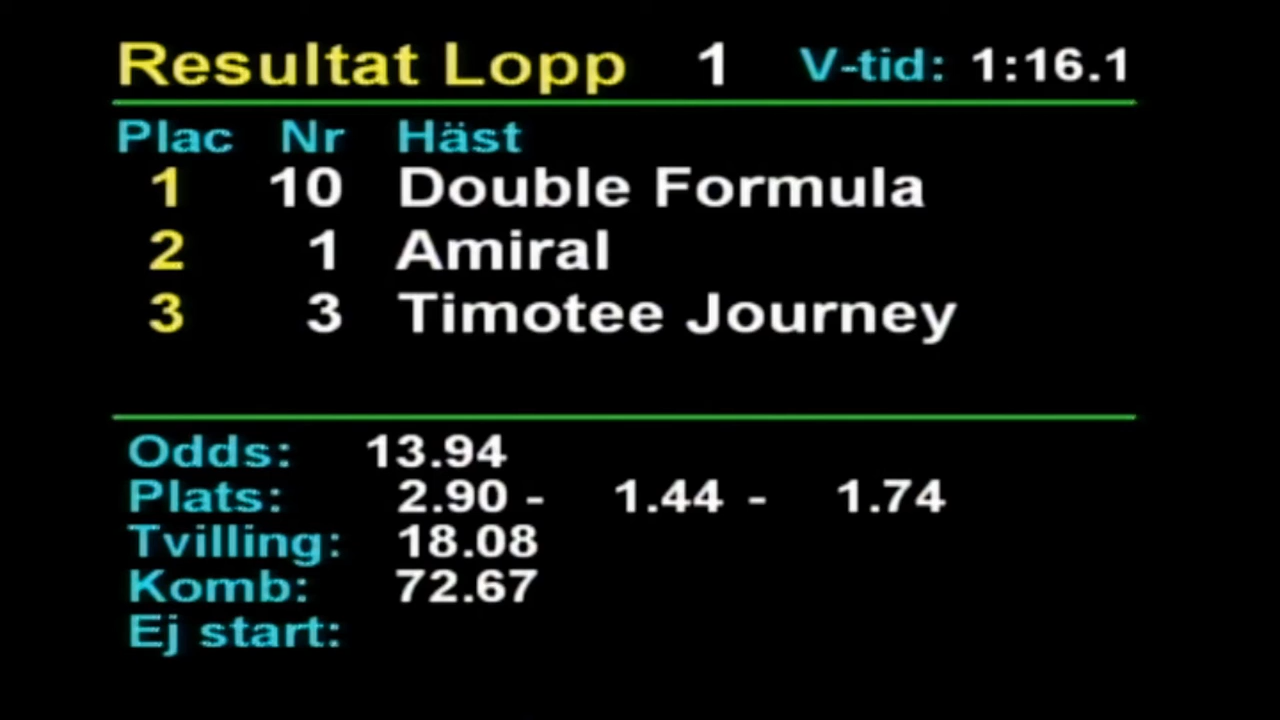 Resultat Lopp 1 V-tid: 1:16.1
Plac Nr Häst
1 10 Double Formula
2 1 Amiral
3 3 Timotee Journey
Odds: 13.94
Plats: 2.90 - 1.44 - 1.74
Tvilling: 18.08
Komb: 72.67
Ej start: